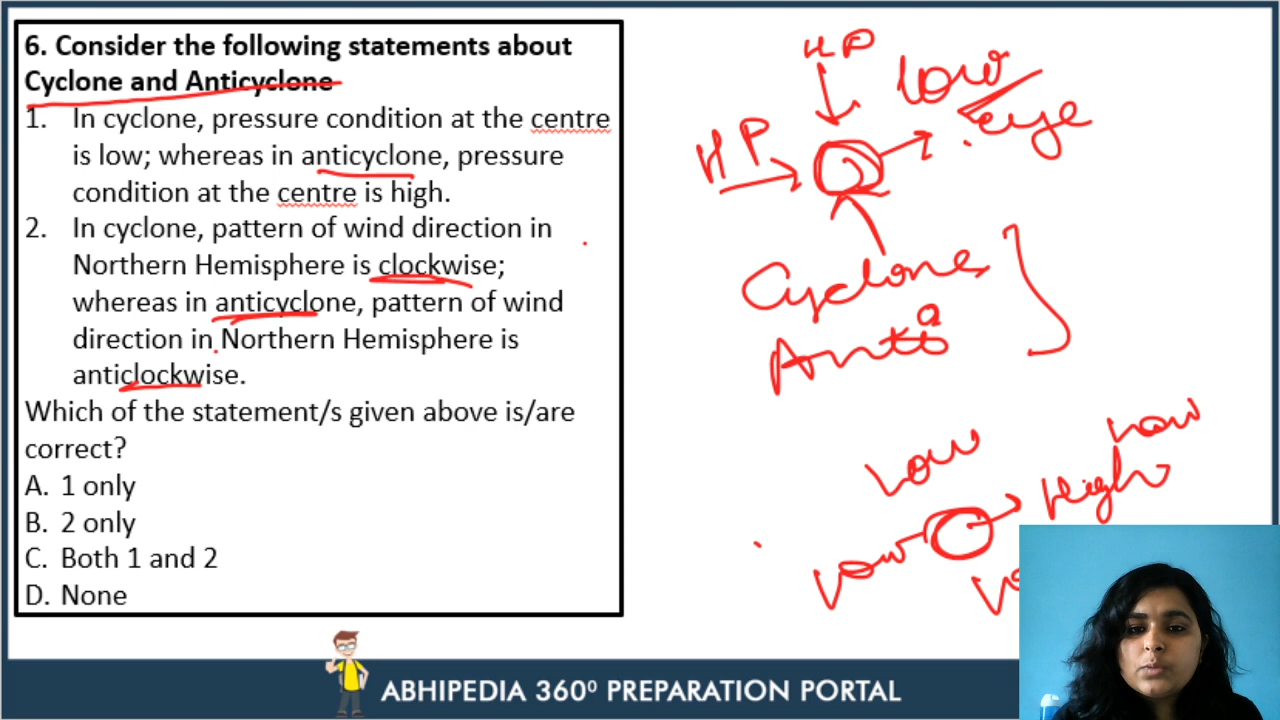 6. Consider the following statements about
Cyclone and Anticyclone
1. In cyclone, pressure condition at the centre
is low; whereas in anticyclone, pressure
condition at the centre is high.
2. In cyclone, pattern of wind direction in
Northern Hemisphere is clockwise;
whereas in anticyclone, pattern of wind
direction in Northern Hemisphere is
anticlockwise.
Which of the statement/s given above is/are
correct?
A. 1 only
B. 2 only
C. Both 1 and 2
D. None
HP
low
eye
HP
Cyclone
Anti
low
low
High
low
ABHIPEDIA 360⁰ PREPARATION PORTAL